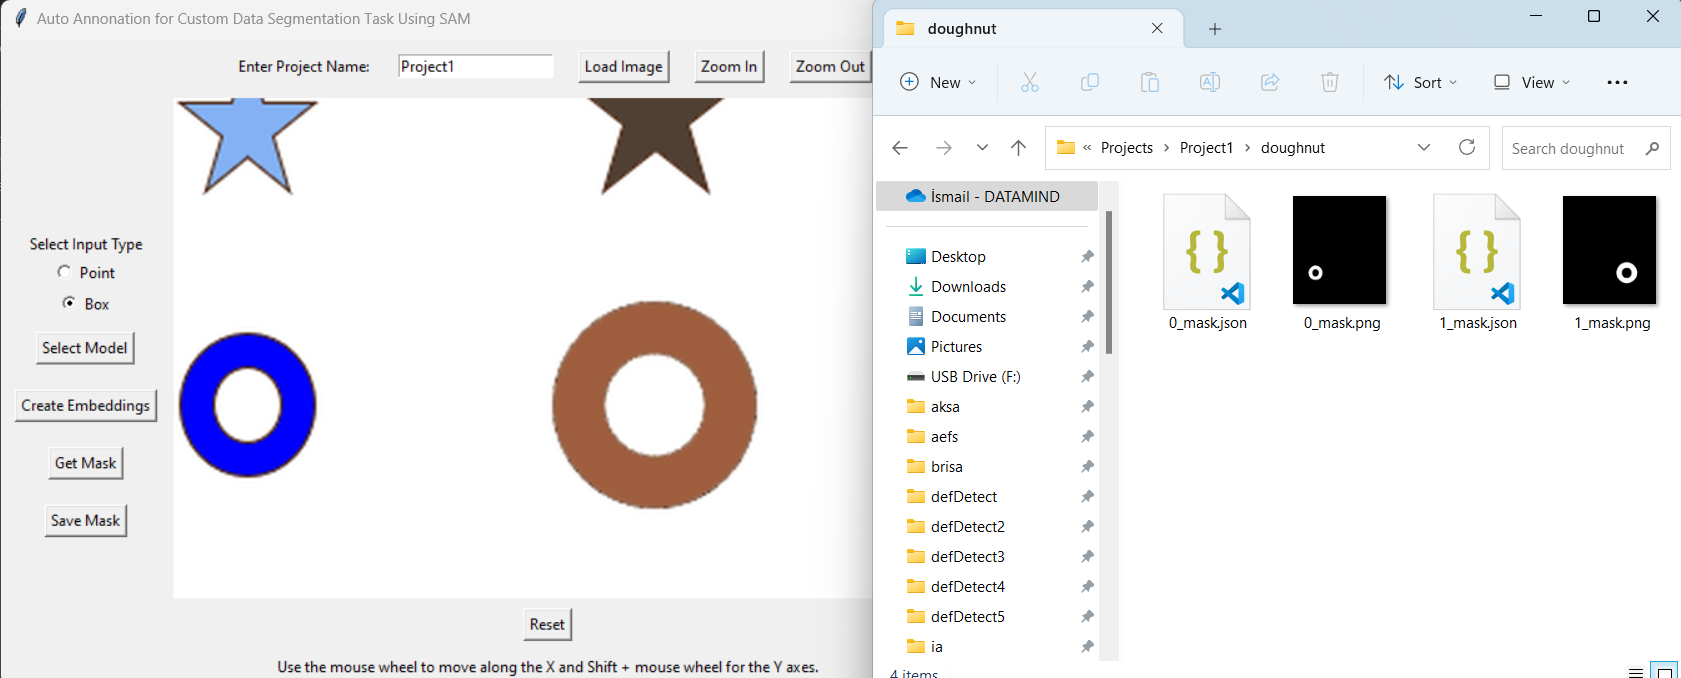 Auto Annonation for Custom Data Segmentation Task Using SAM
Enter Project Name:
Project1
Load Image
Zoom In
Zoom Out
Select Input Type
Point
Box
Select Model
Create Embeddings
Get Mask
Save Mask
Reset
Use the mouse wheel to move along the X and Shift + mouse wheel for the Y axes.
doughnut
New
Sort
View
« Projects > Project1 > doughnut
Search doughnut
İsmail - DATAMIND
Desktop
Downloads
Documents
Pictures
USB Drive (F:)
aksa
aefs
brisa
defDetect
defDetect2
defDetect3
defDetect4
defDetect5
ia
0_mask.json
0_mask.png
1_mask.json
1_mask.png
4 items